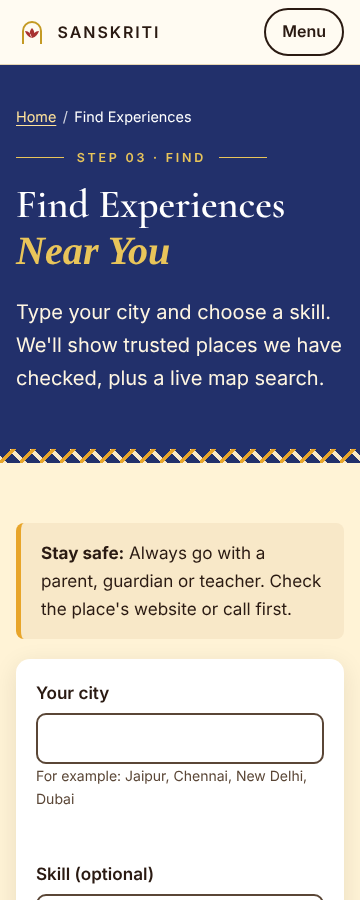 SANSKRITI
Menu
Home / Find Experiences
STEP 03 · FIND
Find Experiences
Near You
Type your city and choose a skill.
We'll show trusted places we have
checked, plus a live map search.
Stay safe: Always go with a
parent, guardian or teacher. Check
the place's website or call first.
Your city
For example: Jaipur, Chennai, New Delhi,
Dubai
Skill (optional)